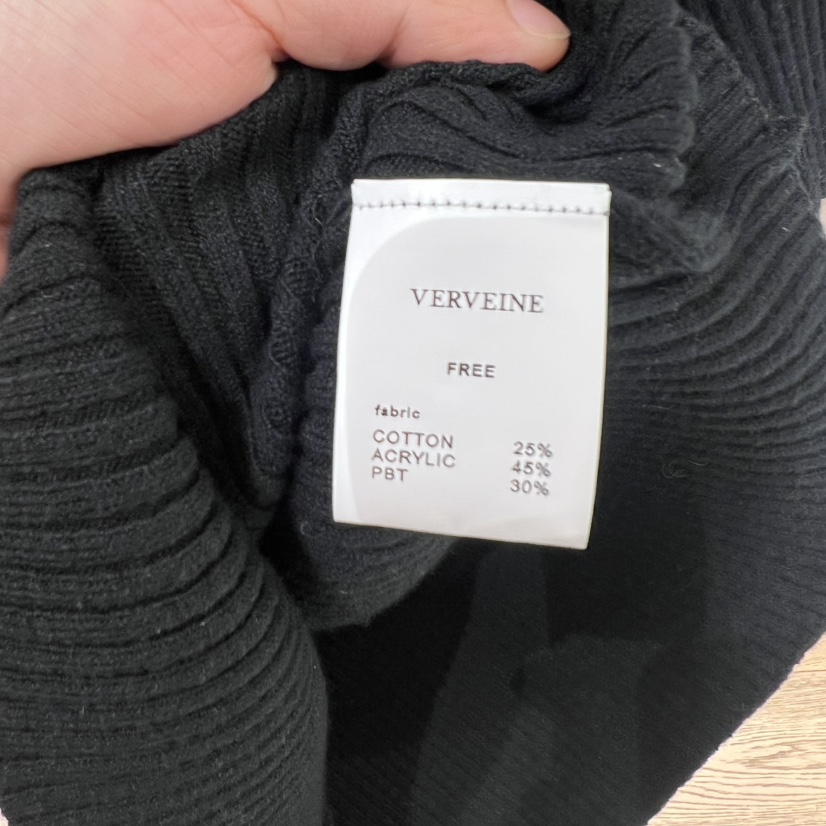 VERVEINE
FREE
fabric
COTTON 25%
ACRYLIC 45%
PBT 30%